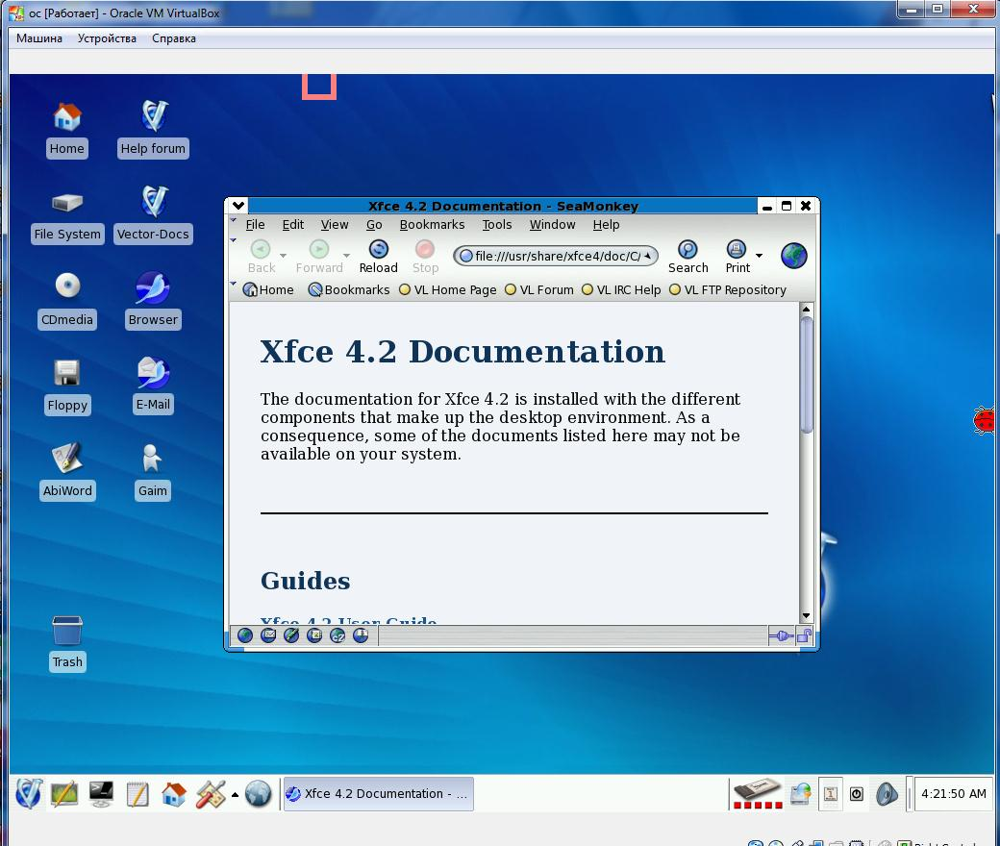 ос [Работает] - Oracle VM VirtualBox
Машина Устройства Справка
Home
Help forum
File System
Vector-Docs
CDmedia
Browser
Floppy
E-Mail
AbiWord
Gaim
Trash
Xfce 4.2 Documentation - SeaMonkey
File Edit View Go Bookmarks Tools Window Help
Back Forward Reload Stop file:///usr/share/xfce4/doc/C/ Search Print
Home Bookmarks VL Home Page VL Forum VL IRC Help VL FTP Repository
Xfce 4.2 Documentation
The documentation for Xfce 4.2 is installed with the different
components that make up the desktop environment. As a
consequence, some of the documents listed here may not be
available on your system.
Guides
Xfce 4.2 User Guide
Xfce 4.2 Documentation - ...
4:21:50 AM